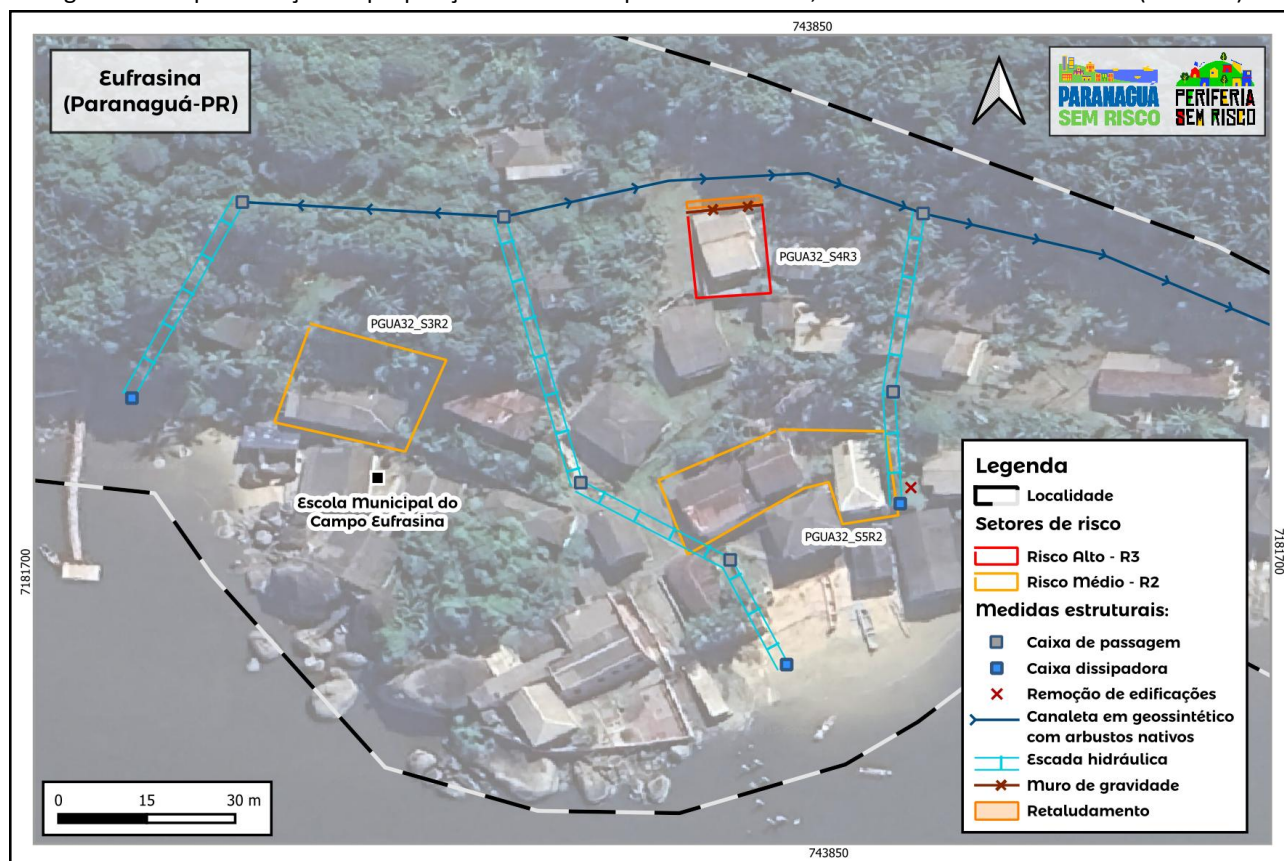 743850
Eufrasina
(Paranaguá-PR)
PARANAGUÁ
SEM RISCO
PERIFERIA
SEM RISCO
PGUA32_S4R3
PGUA32_S3R2
Escola Municipal do
Campo Eufrasina
PGUA32_S5R2
7181700
7181700
Legenda
Localidade
Setores de risco
Risco Alto - R3
Risco Médio - R2
Medidas estruturais:
Caixa de passagem
Caixa dissipadora
Remoção de edificações
Canaleta em geossintético
com arbustos nativos
Escada hidráulica
Muro de gravidade
Retaludamento
0 15 30 m
743850